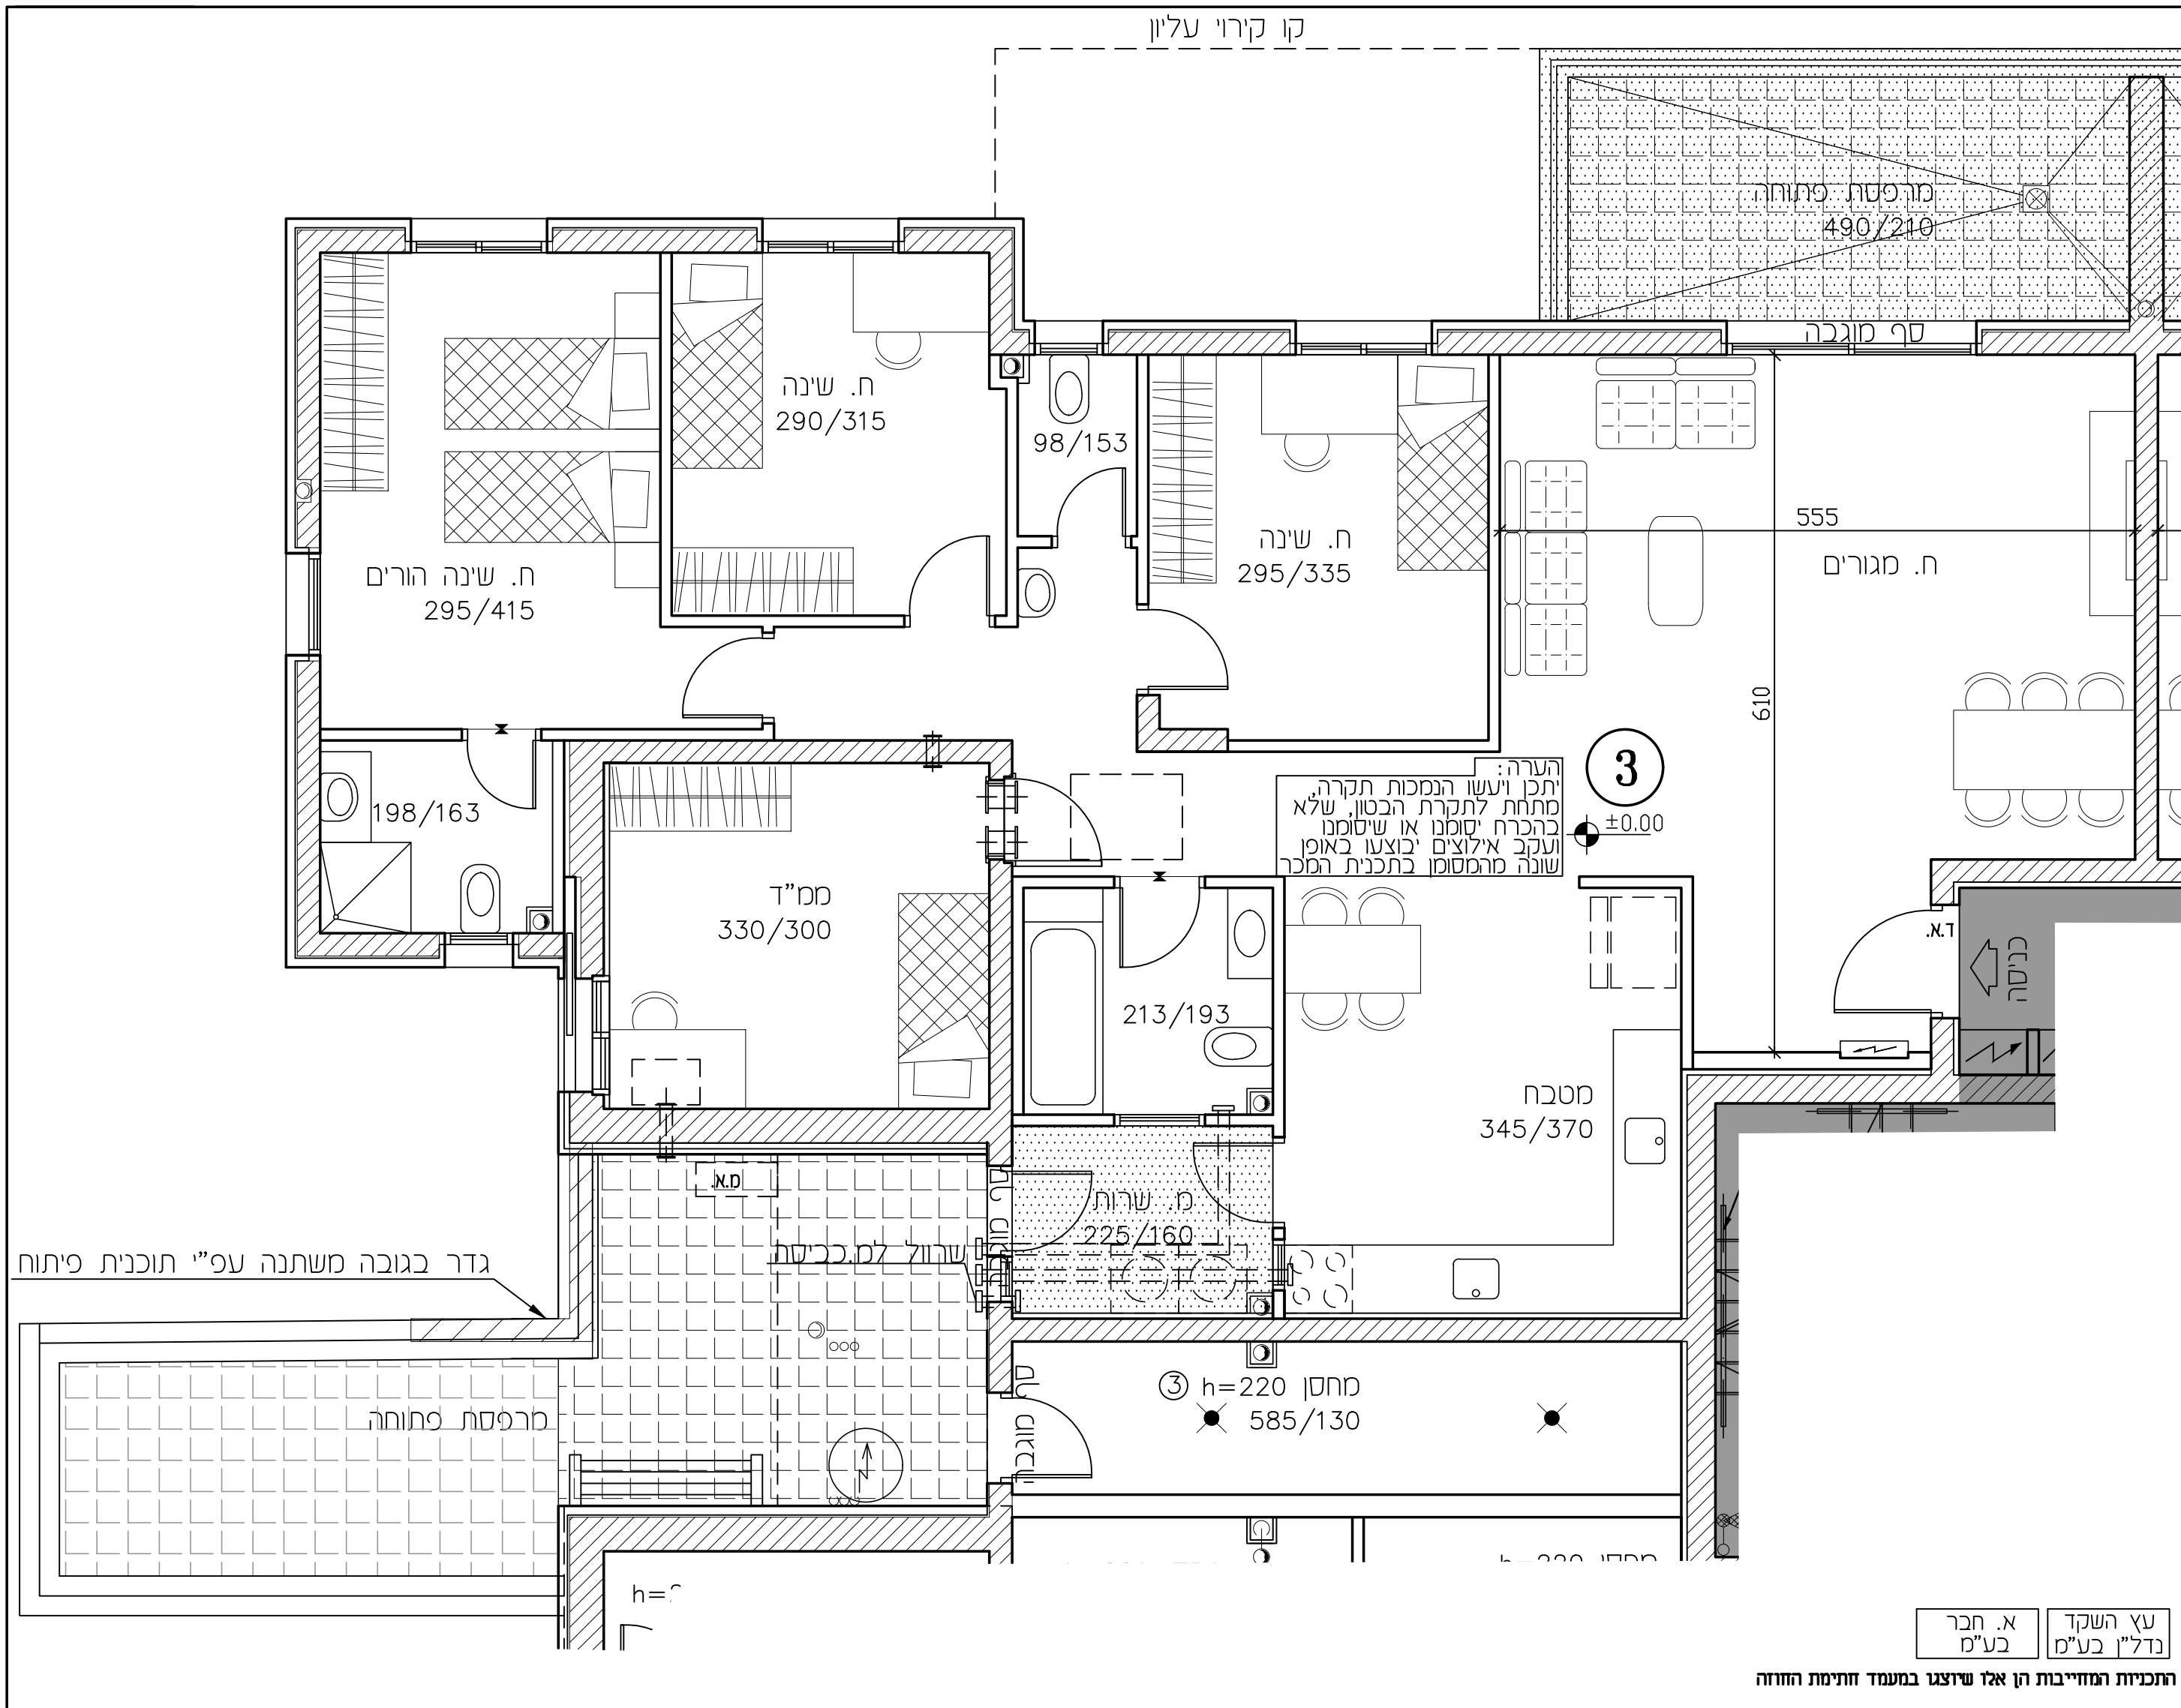 קו קירוי עליון
מרפסת פתוחה
490/210
סף מוגבה
ח. שינה
290/315
98/153
ח. שינה
295/335
555
ח. מגורים
ח. שינה הורים
295/415
610
3
±0.00
הערה:
יתכן ויעשו הנמכות תקרה,
מתחת לתקרת הבטון, שלא
בהכרח יסומנו או שיסומנו
ועקב אילוצים יבוצעו באופן
שונה מהמסומן בתכנית המכר
198/163
ממ"ד
330/300
ד.א.
כניסה
213/193
מטבח
345/370
מ.א.
מ. שרות
225/160
שרוול למ.כביסה
גדר בגובה משתנה עפ"י תוכנית פיתוח
מרפסת פתוחה
N
סף מוגבה
מחסן h=220 ③
585/130
h=
א. חבר
בע"מ
עץ השקד
נדל"ן בע"מ
התכניות המחייבות הן אלו שיוצגו במעמד חתימת החוזה